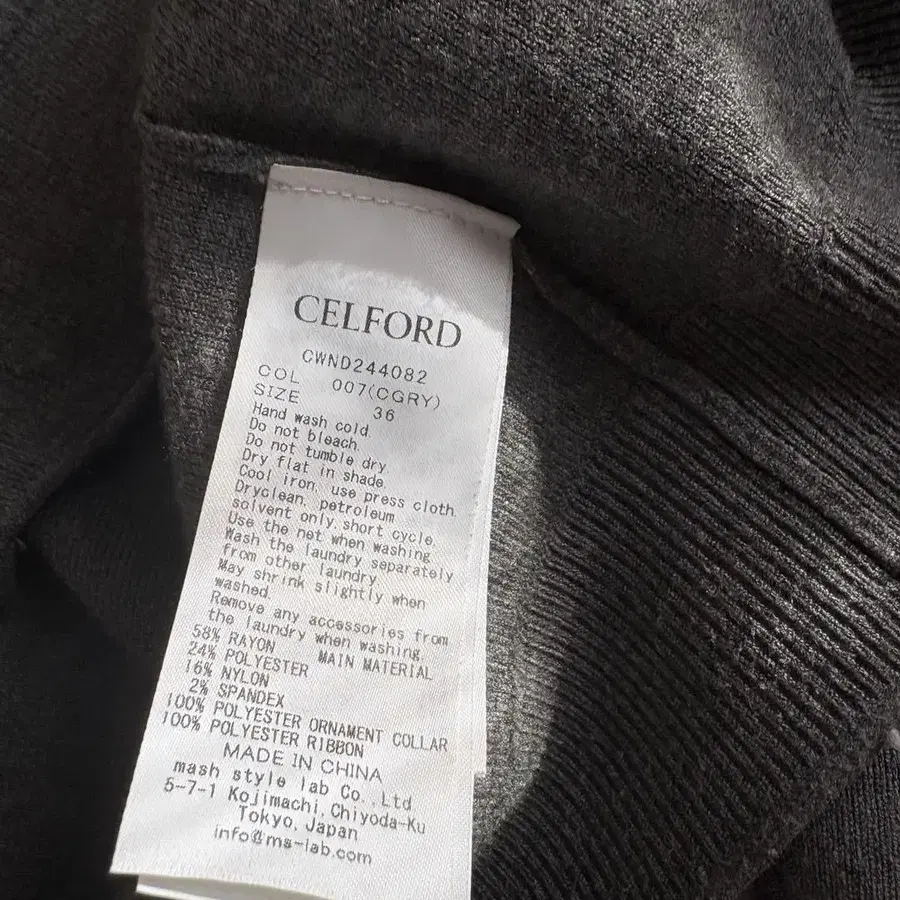 CELFORD
CWND244082
COL 007(CGRY)
SIZE 36
Hand wash cold.
Do not bleach.
Do not tumble dry.
Dry flat in shade.
Cool iron, use press cloth.
Dryclean, petroleum
solvent only, short cycle.
Use the net when washing.
Wash the laundry separately
from other laundry.
May shrink slightly when
washed.
Remove any accessories from
the laundry when washing.
58% RAYON MAIN MATERIAL
24% POLYESTER
16% NYLON
2% SPANDEX
100% POLYESTER ORNAMENT COLLAR
100% POLYESTER RIBBON
MADE IN CHINA
mash style lab Co.,Ltd
5-7-1 Kojimachi,Chiyoda-Ku
Tokyo,Japan
info@ms-lab.com